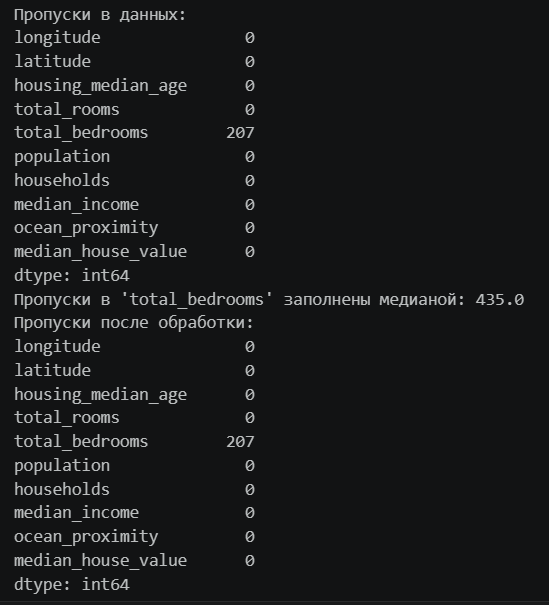 Пропуски в данных:
longitude 0
latitude 0
housing_median_age 0
total_rooms 0
total_bedrooms 207
population 0
households 0
median_income 0
ocean_proximity 0
median_house_value 0
dtype: int64
Пропуски в 'total_bedrooms' заполнены медианой: 435.0
Пропуски после обработки:
longitude 0
latitude 0
housing_median_age 0
total_rooms 0
total_bedrooms 207
population 0
households 0
median_income 0
ocean_proximity 0
median_house_value 0
dtype: int64